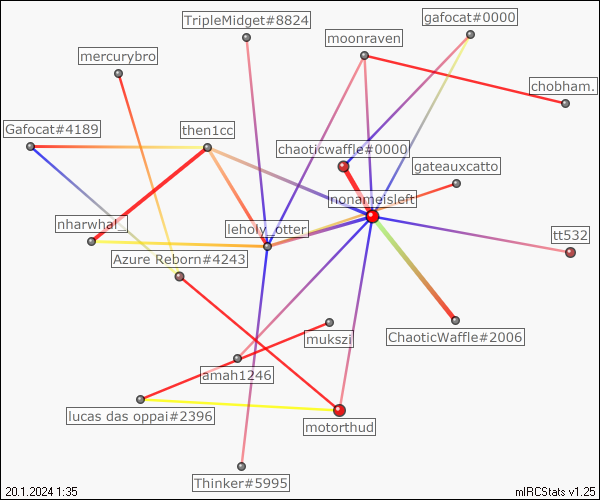 TripleMidget#8824
gafocat#0000
moonraven
mercurybro
chobham.
Gafocat#4189
then1cc
chaoticwaffle#0000
gateauxcatto
nonameisleft
nharwhal_
leholy_otter
tt532
Azure Reborn#4243
ChaoticWaffle#2006
mukszi
amah1246
lucas das oppai#2396
motorthud
Thinker#5995
20.1.2024 1:35
mIRCStats v1.25